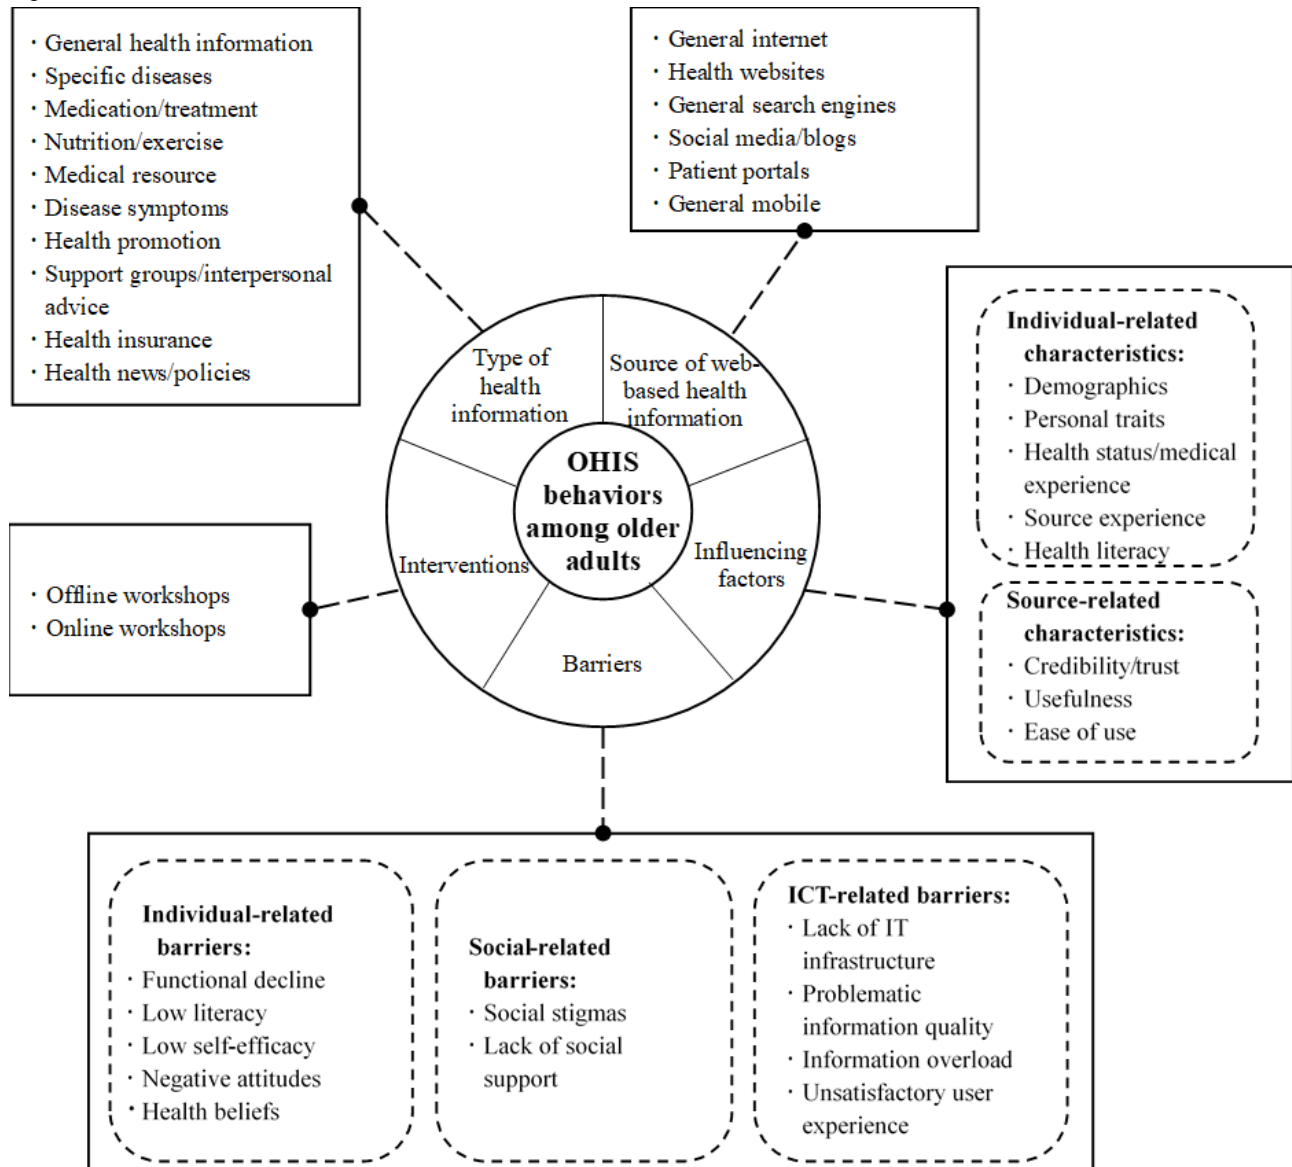 · General health information
· Specific diseases
· Medication/treatment
· Nutrition/exercise
· Medical resource
· Disease symptoms
· Health promotion
· Support groups/interpersonal
advice
· Health insurance
· Health news/policies
· General internet
· Health websites
· General search engines
· Social media/blogs
· Patient portals
· General mobile
Type of
health
information
Source of web-
based health
information
OHIS
behaviors
among older
adults
Interventions
Influencing
factors
Barriers
Individual-related
characteristics:
· Demographics
· Personal traits
· Health status/medical
experience
· Source experience
· Health literacy
Source-related
characteristics:
· Credibility/trust
· Usefulness
· Ease of use
· Offline workshops
· Online workshops
Individual-related
barriers:
· Functional decline
· Low literacy
· Low self-efficacy
· Negative attitudes
· Health beliefs
Social-related
barriers:
· Social stigmas
· Lack of social
support
ICT-related barriers:
· Lack of IT
infrastructure
· Problematic
information quality
· Information overload
· Unsatisfactory user
experience